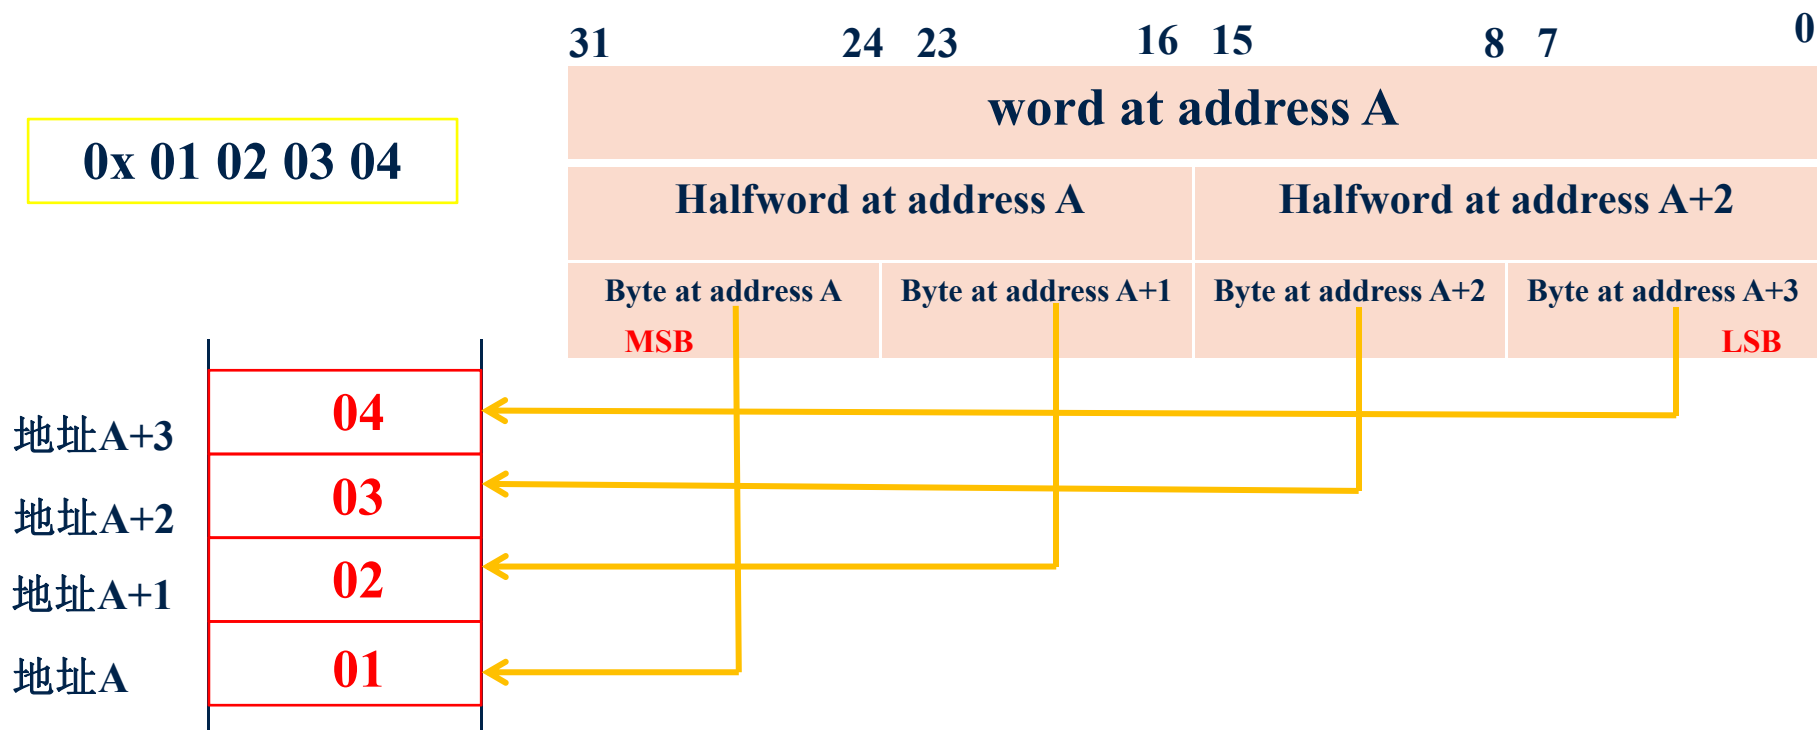 31 24 23 16 15 8 7 0
word at address A
0x 01 02 03 04
Halfword at address A Halfword at address A+2
Byte at address A Byte at address A+1 Byte at address A+2 Byte at address A+3
MSB LSB
地址A+3 04
地址A+2 03
地址A+1 02
地址A 01